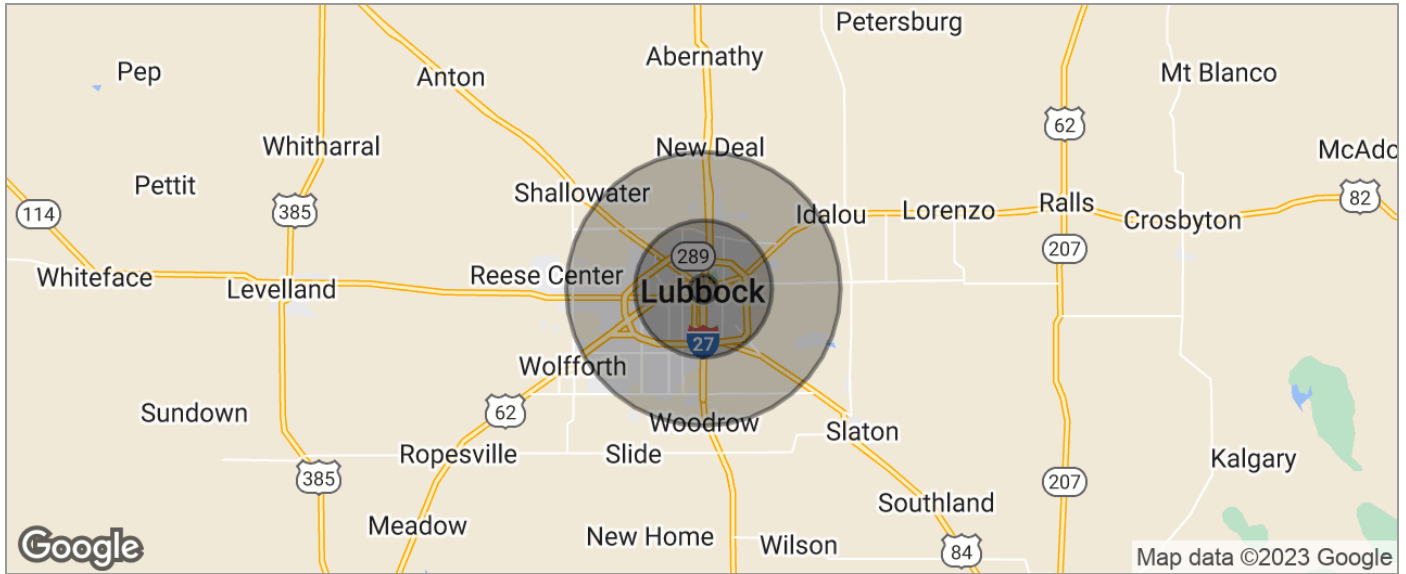 Petersburg
Abernathy
Pep
Anton
Mt Blanco
62
Whitharral
New Deal
McAdo
Pettit
Shallowater
82
385
114
Idalou
Lorenzo
Ralls
Crosbyton
207
289
Whiteface
Levelland
Reese Center
Lubbock
27
Wolfforth
Sundown
62
Woodrow
Slaton
Ropesville
Slide
Kalgary
385
207
Southland
Meadow
New Home
Wilson
84
Google
Map data ©2023 Google